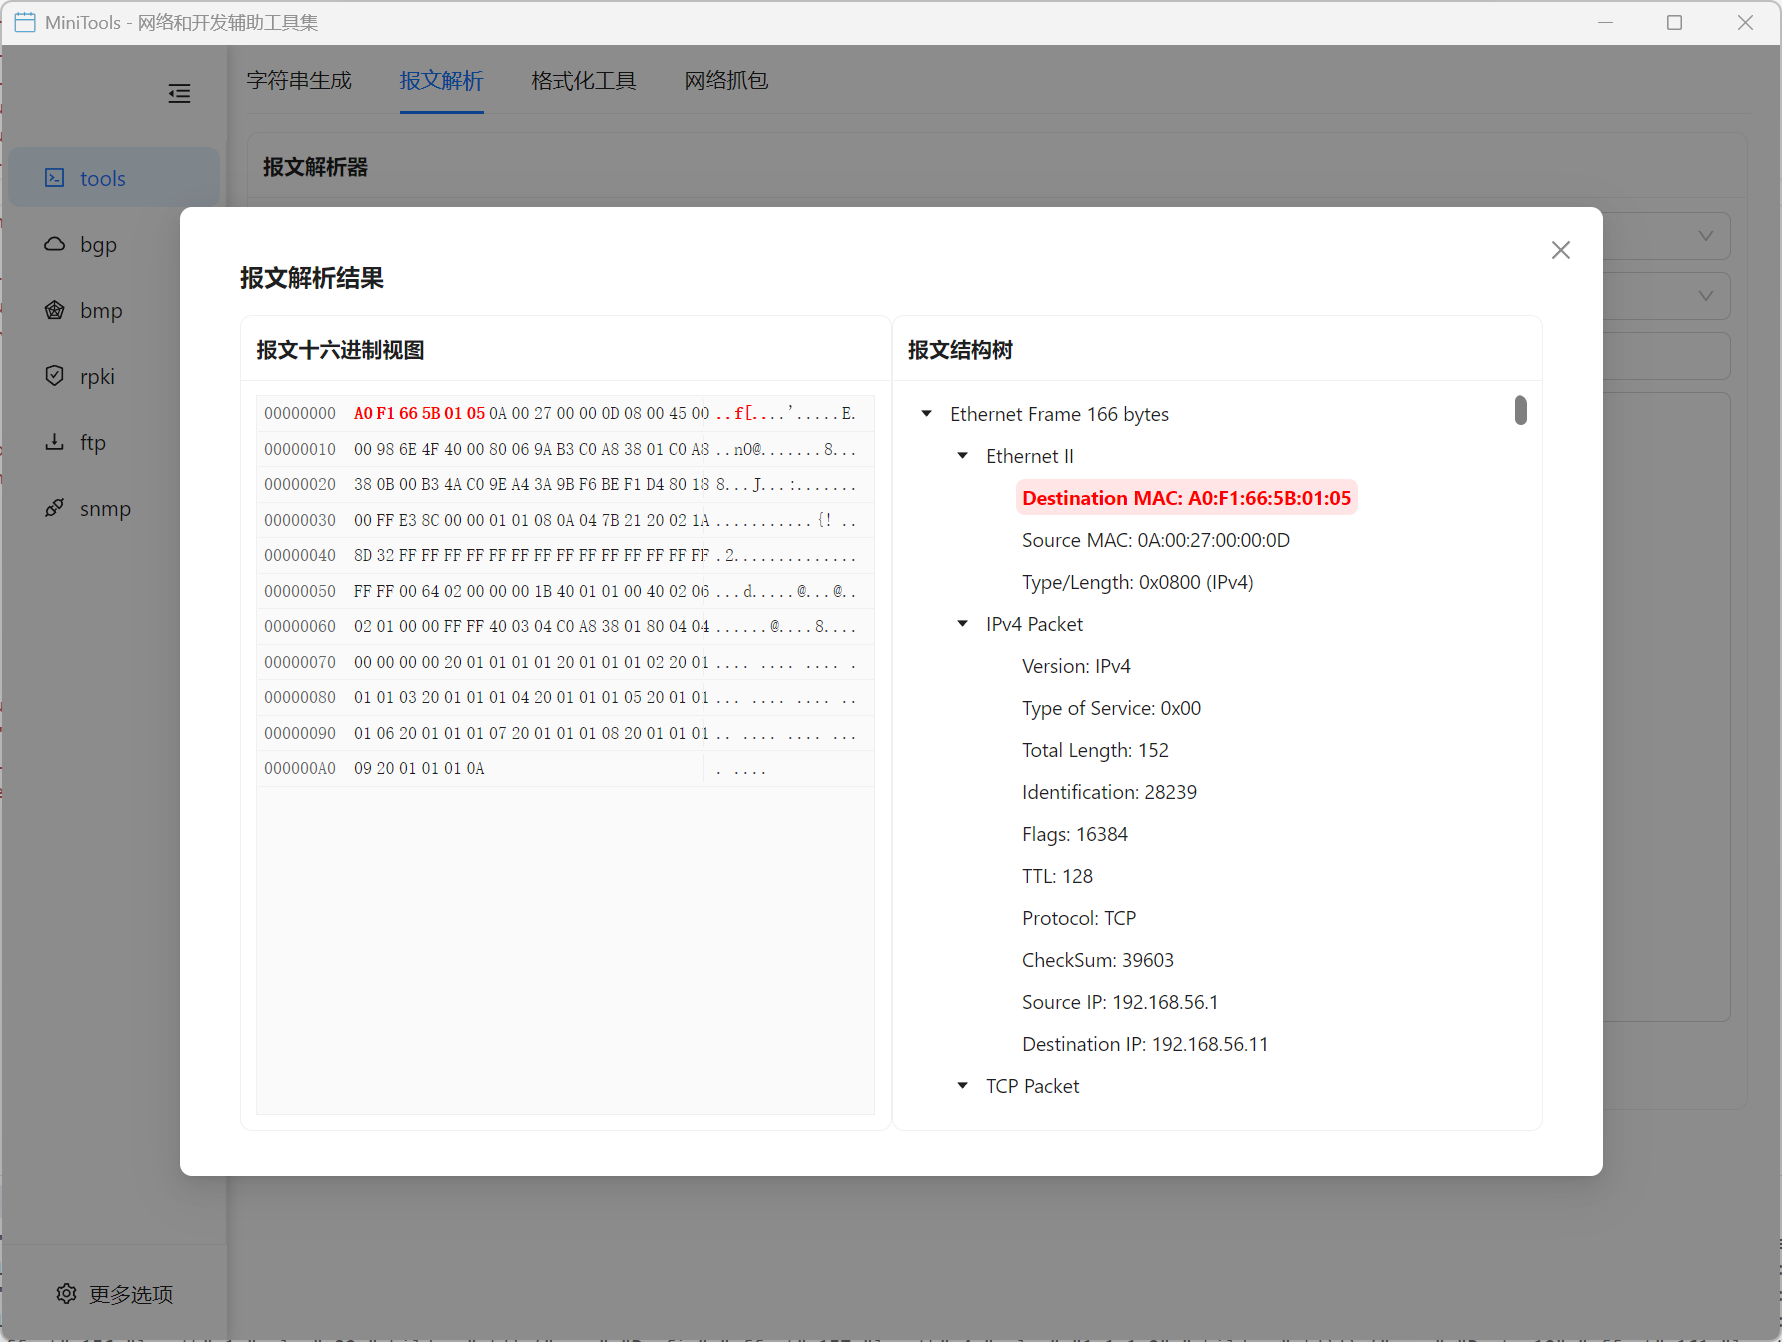 MiniTools - 网络和开发辅助工具集
字符串生成 报文解析 格式化工具 网络抓包
报文解析器
tools
bgp
bmp
rpki
ftp
snmp
更多选项
报文解析结果
报文十六进制视图
00000000 A0 F1 66 5B 01 05 0A 00 27 00 00 0D 08 00 45 00 ..f[....'.....E.
00000010 00 98 6E 4F 40 00 80 06 9A B3 C0 A8 38 01 C0 A8 ..nO@.......8...
00000020 38 0B 00 B3 4A C0 9E A4 3A 9B F6 BE F1 D4 80 18 8...J...:.......
00000030 00 FF E3 8C 00 00 01 01 08 0A 04 7B 21 20 02 1A ...........{! ..
00000040 8D 32 FF FF FF FF FF FF FF FF FF FF FF FF FF FF .2..............
00000050 FF FF 00 64 02 00 00 00 1B 40 01 01 00 40 02 06 ...d.....@...@..
00000060 02 01 00 00 FF FF 40 03 04 C0 A8 38 01 80 04 04 ......@....8....
00000070 00 00 00 00 20 01 01 01 01 20 01 01 01 02 20 01 .... .... .... .
00000080 01 01 03 20 01 01 01 04 20 01 01 01 05 20 01 01 ... .... .... ..
00000090 01 06 20 01 01 01 07 20 01 01 01 08 20 01 01 01 .. .... .... ...
000000A0 09 20 01 01 01 0A . ....
报文结构树
Ethernet Frame 166 bytes
Ethernet II
Destination MAC: A0:F1:66:5B:01:05
Source MAC: 0A:00:27:00:00:0D
Type/Length: 0x0800 (IPv4)
IPv4 Packet
Version: IPv4
Type of Service: 0x00
Total Length: 152
Identification: 28239
Flags: 16384
TTL: 128
Protocol: TCP
CheckSum: 39603
Source IP: 192.168.56.1
Destination IP: 192.168.56.11
TCP Packet